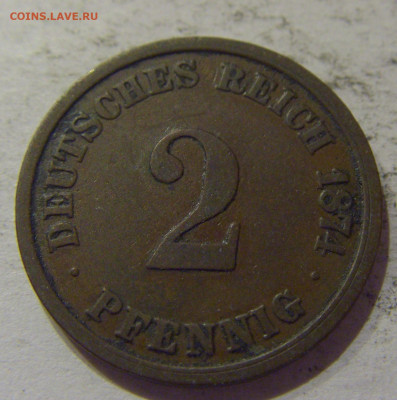 COINS.LAVE.RU
DEUTSCHES REICH 1874
2
· PFENNIG ·